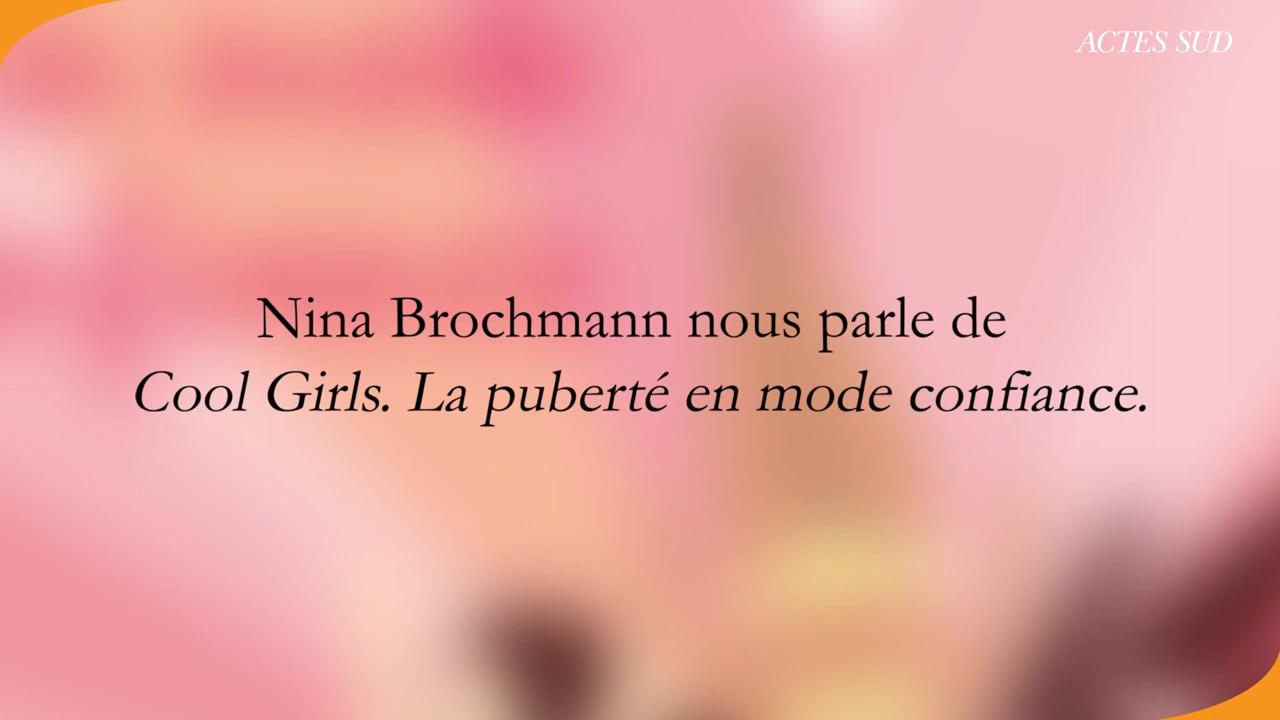 ACTES SUD
Nina Brochmann nous parle de
Cool Girls. La puberté en mode confiance.